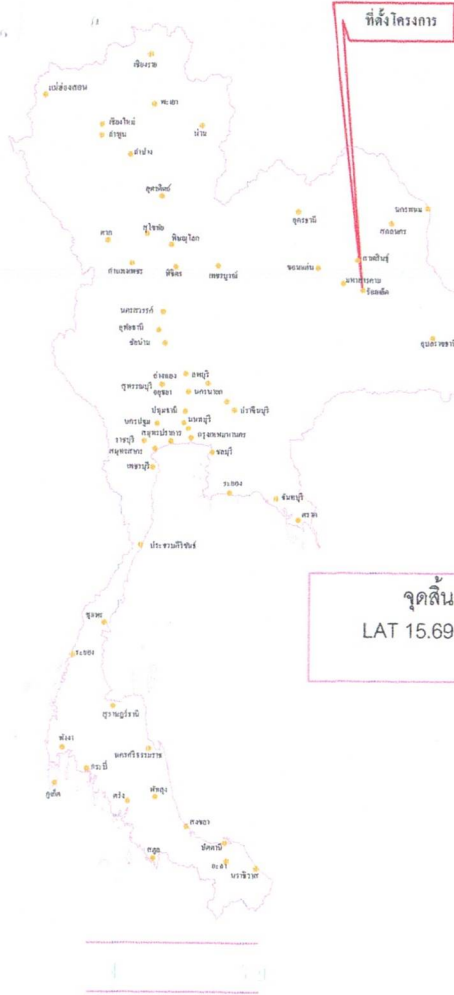 ที่ตั้งโครงการ
เชียงราย
แม่ฮ่องสอน
พะเยา
เชียงใหม่
ลำพูน
น่าน
ลำปาง
อุตรดิตถ์
อุดรธานี
นครพนม
สกลนคร
ตาก
สุโขทัย
พิษณุโลก
กำแพงเพชร
พิจิตร
เพชรบูรณ์
ขอนแก่น
กาฬสินธุ์
มหาสารคาม
ร้อยเอ็ด
นครสวรรค์
อุทัยธานี
ชัยนาท
อุบลราชธานี
อ่างทอง
ลพบุรี
สุพรรณบุรี
อยุธยา
นครนายก
ปทุมธานี
ปราจีนบุรี
นครปฐม
นนทบุรี
สมุทรปราการ
กรุงเทพมหานคร
ราชบุรี
สมุทรสาคร
ชลบุรี
เพชรบุรี
ระยอง
จันทบุรี
ตราด
ประจวบคีรีขันธ์
จุดสิ้น
LAT 15.69
ชุมพร
ระนอง
สุราษฎร์ธานี
พังงา
นครศรีธรรมราช
กระบี่
ภูเก็ต
ตรัง
พัทลุง
สงขลา
สตูล
ปัตตานี
ยะลา
นราธิวาส